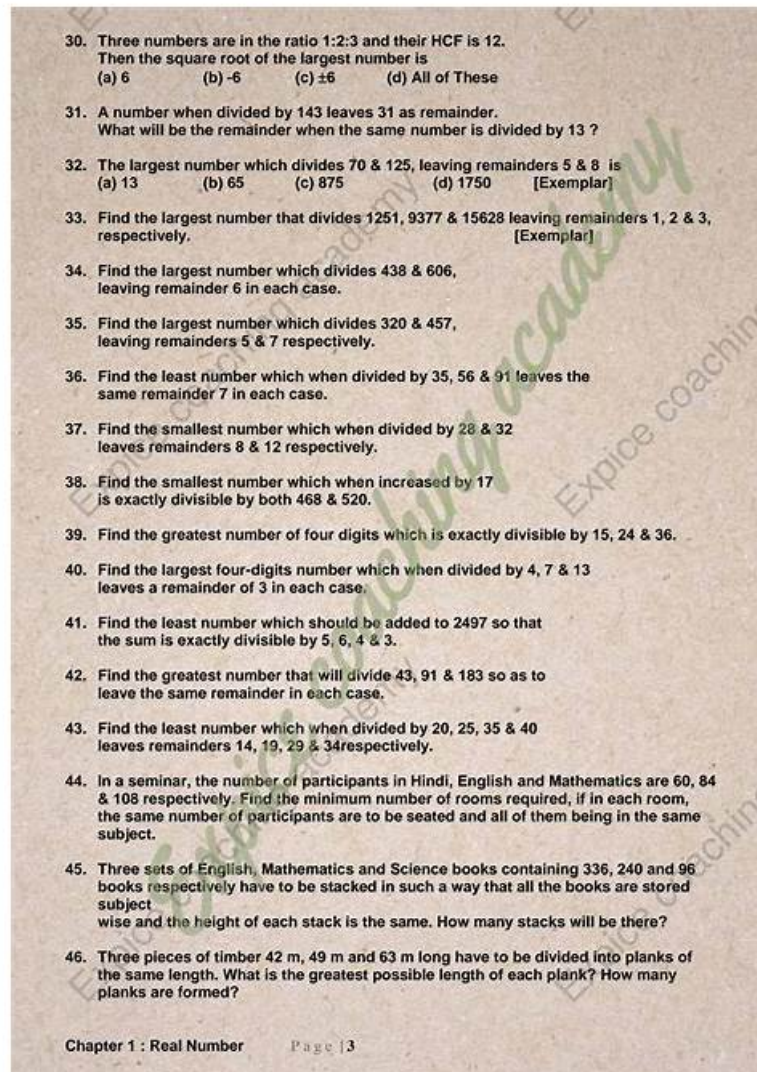 30. Three numbers are in the ratio 1:2:3 and their HCF is 12.
Then the square root of the largest number is
(a) 6 (b) -6 (c) ±6 (d) All of These
31. A number when divided by 143 leaves 31 as remainder.
What will be the remainder when the same number is divided by 13 ?
32. The largest number which divides 70 & 125, leaving remainders 5 & 8 is
(a) 13 (b) 65 (c) 875 (d) 1750 [Exemplar]
33. Find the largest number that divides 1251, 9377 & 15628 leaving remainders 1, 2 & 3,
respectively. [Exemplar]
34. Find the largest number which divides 438 & 606,
leaving remainder 6 in each case.
35. Find the largest number which divides 320 & 457,
leaving remainders 5 & 7 respectively.
36. Find the least number which when divided by 35, 56 & 91 leaves the
same remainder 7 in each case.
37. Find the smallest number which when divided by 28 & 32
leaves remainders 8 & 12 respectively.
38. Find the smallest number which when increased by 17
is exactly divisible by both 468 & 520.
39. Find the greatest number of four digits which is exactly divisible by 15, 24 & 36.
40. Find the largest four-digits number which when divided by 4, 7 & 13
leaves a remainder of 3 in each case.
41. Find the least number which should be added to 2497 so that
the sum is exactly divisible by 5, 6, 4 & 3.
42. Find the greatest number that will divide 43, 91 & 183 so as to
leave the same remainder in each case.
43. Find the least number which when divided by 20, 25, 35 & 40
leaves remainders 14, 19, 29 & 34respectively.
44. In a seminar, the number of participants in Hindi, English and Mathematics are 60, 84
& 108 respectively. Find the minimum number of rooms required, if in each room,
the same number of participants are to be seated and all of them being in the same
subject.
45. Three sets of English, Mathematics and Science books containing 336, 240 and 96
books respectively have to be stacked in such a way that all the books are stored
subject
wise and the height of each stack is the same. How many stacks will be there?
46. Three pieces of timber 42 m, 49 m and 63 m long have to be divided into planks of
the same length. What is the greatest possible length of each plank? How many
planks are formed?
Chapter 1 : Real Number Page |3
Expice coaching academy